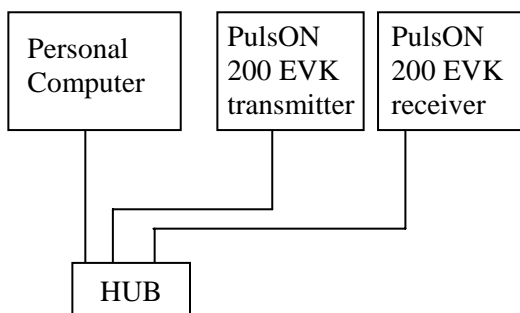 Personal
Computer
PulsON
200 EVK
transmitter
PulsON
200 EVK
receiver
HUB